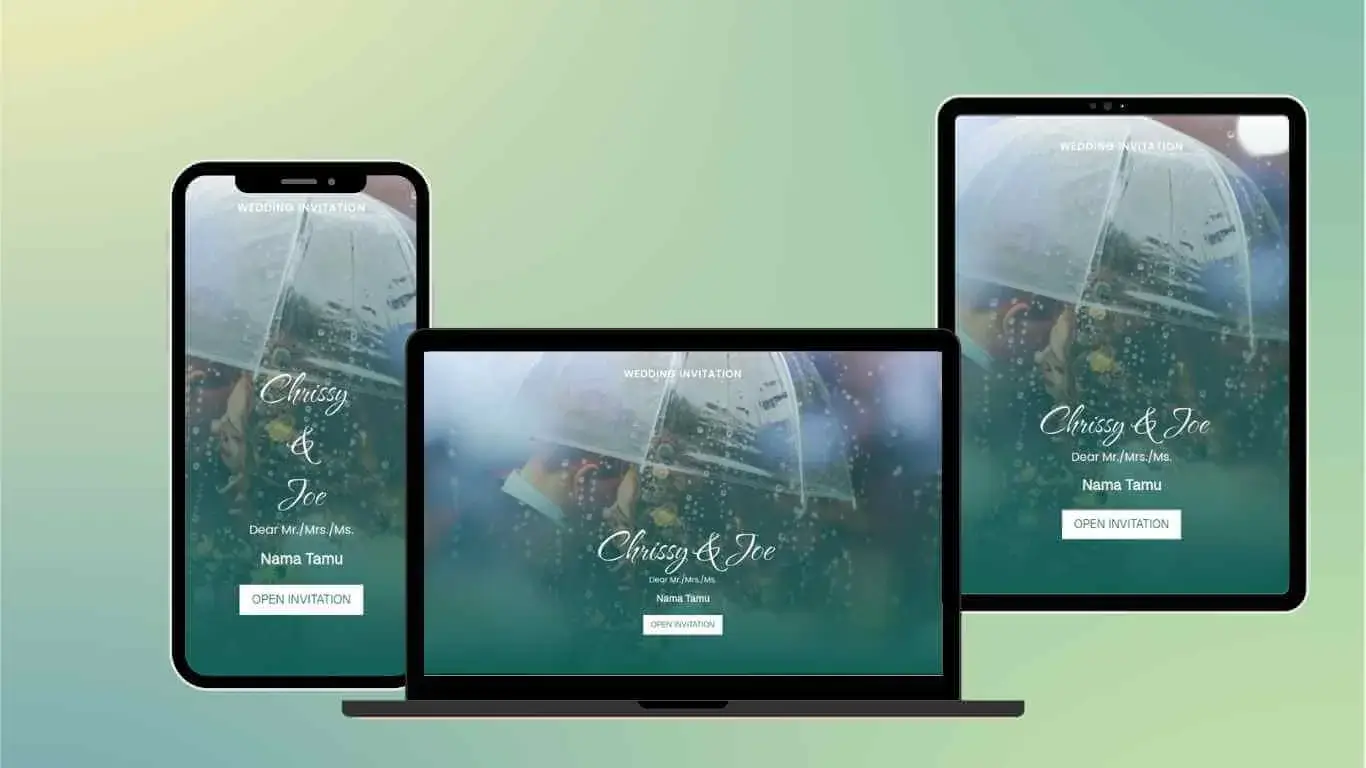 WEDDING INVITATION
Chrissy
&
Joe
Dear Mr./Mrs./Ms.
Nama Tamu
OPEN INVITATION
WEDDING INVITATION
Chrissy & Joe
Dear Mr./Mrs./Ms.
Nama Tamu
OPEN INVITATION
WEDDING INVITATION
Chrissy & Joe
Dear Mr./Mrs./Ms.
Nama Tamu
OPEN INVITATION